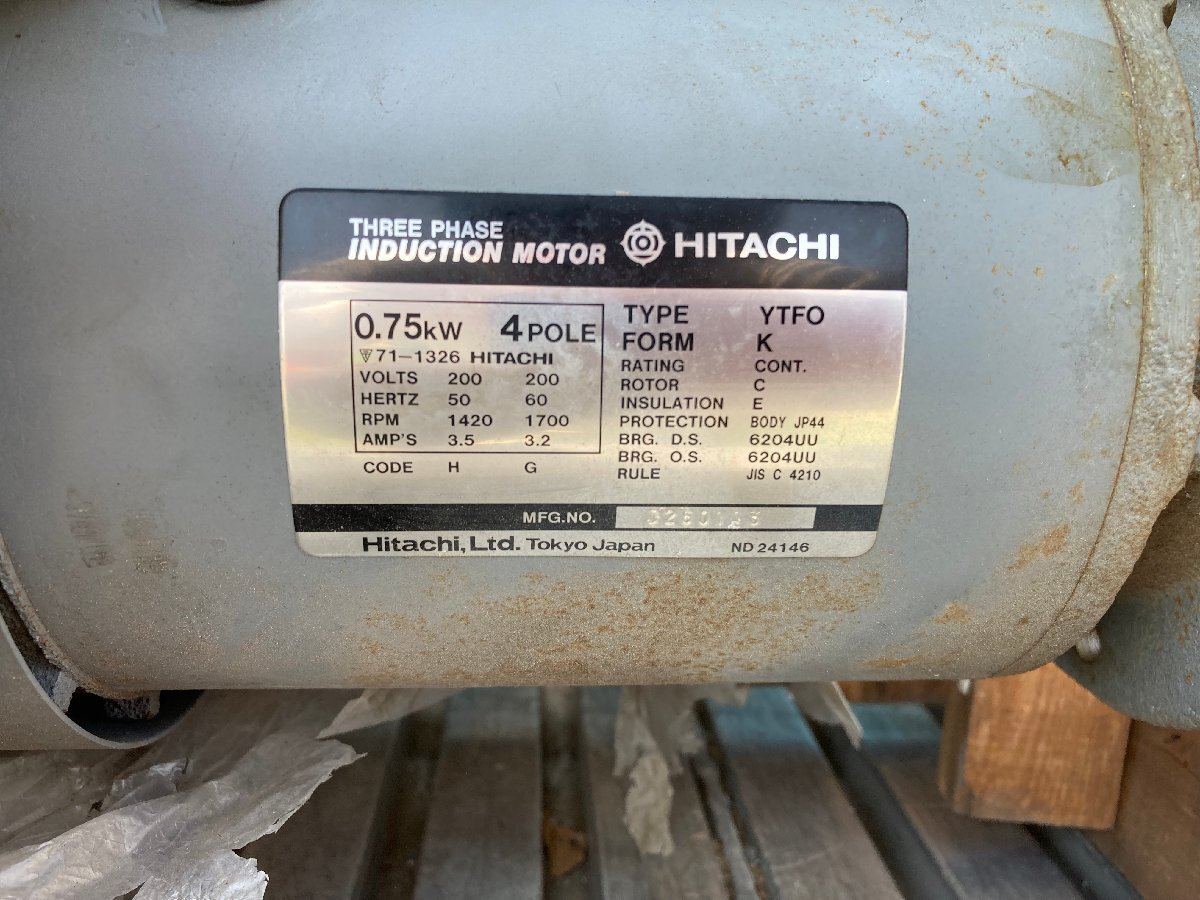 THREE PHASE
INDUCTION MOTOR HITACHI
0.75kW 4POLE
71-1326 HITACHI
VOLTS 200 200
HERTZ 50 60
RPM 1420 1700
AMP'S 3.5 3.2
CODE H G
TYPE YTFO
FORM K
RATING CONT.
ROTOR C
INSULATION E
PROTECTION BODY JP44
BRG. D.S. 6204UU
BRG. O.S. 6204UU
RULE JIS C 4210
MFG.NO.
Hitachi, Ltd. Tokyo Japan ND 24146